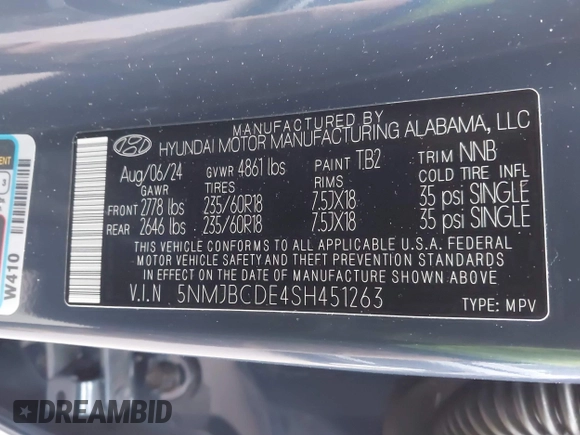 MANUFACTURED BY
HYUNDAI MOTOR MANUFACTURING ALABAMA, LLC
Aug/06/24 GVWR 4861 lbs PAINT T.B2 TRIM NNB
GAWR TIRES RIMS COLD TIRE INFL
FRONT 2778 lbs 235/60R18 7.5JX18 35 psi SINGLE
REAR 2646 lbs 235/60R18 7.5JX18 35 psi SINGLE
THIS VEHICLE CONFORMS TO ALL APPLICABLE U.S.A. FEDERAL
MOTOR VEHICLE SAFETY AND THEFT PREVENTION STANDARDS
IN EFFECT ON THE DATE OF MANUFACTURE SHOWN ABOVE.
V.I.N 5NMJBCDE4SH451263 TYPE: MPV
W410
DREAMBID